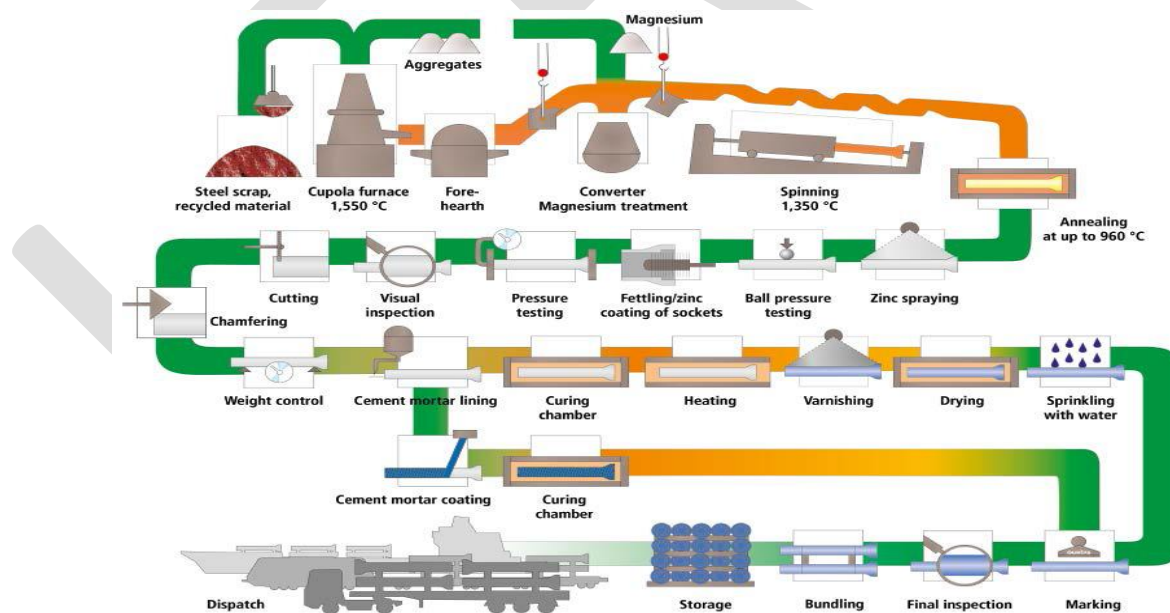 Magnesium
Aggregates
Steel scrap,
recycled material
Cupola furnace
1,550 °C
Fore-
hearth
Converter
Magnesium treatment
Spinning
1,350 °C
Annealing
at up to 960 °C
Cutting
Visual
inspection
Pressure
testing
Fettling/zinc
coating of sockets
Ball pressure
testing
Zinc spraying
Chamfering
Weight control
Cement mortar lining
Curing
chamber
Heating
Varnishing
Drying
Sprinkling
with water
Cement mortar coating
Curing
chamber
Dispatch
Storage
Bundling
Final inspection
Marking